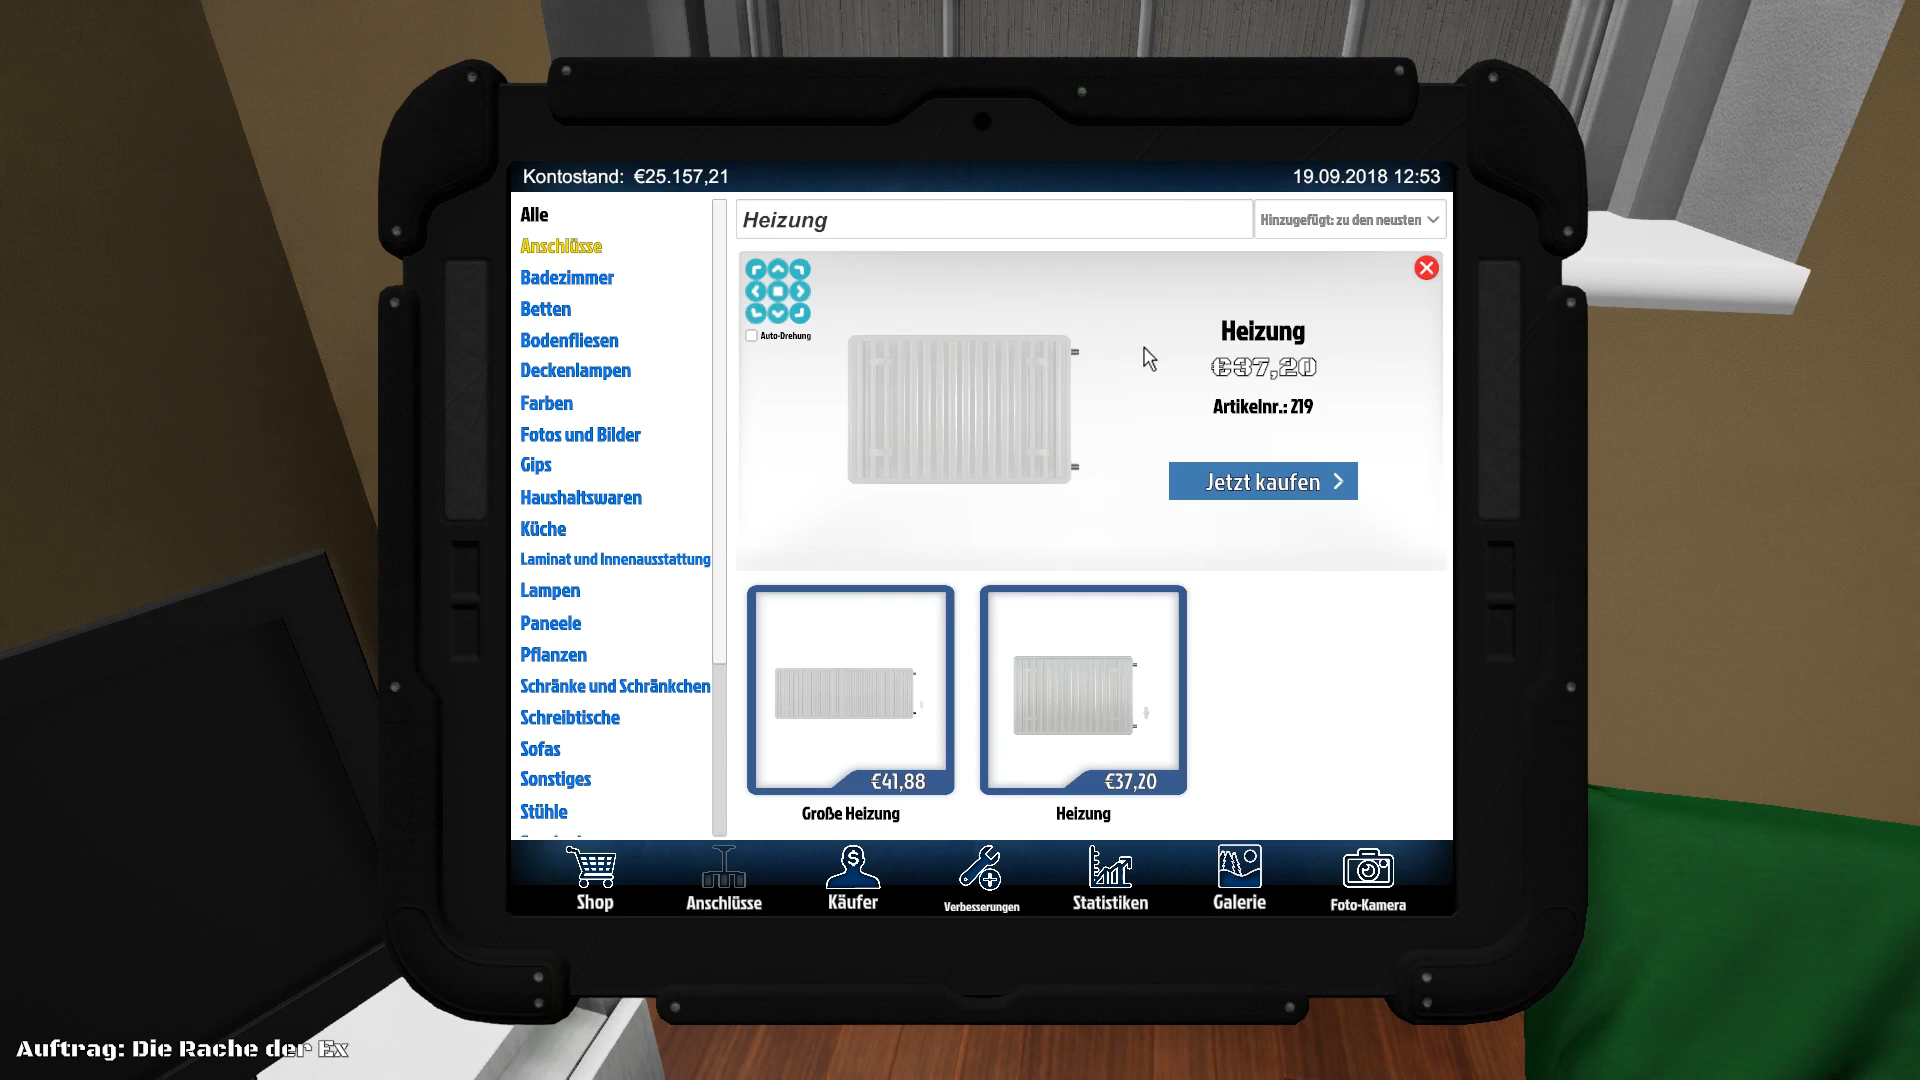 Kontostand: €25.157,21
19.09.2018 12:53
Alle
Anschlüsse
Badezimmer
Betten
Bodenfliesen
Deckenlampen
Farben
Fotos und Bilder
Gips
Haushaltswaren
Küche
Laminat und Innenausstattung
Lampen
Paneele
Pflanzen
Schränke und Schränkchen
Schreibtische
Sofas
Sonstiges
Stühle
Heizung
Hinzugefügt: zu den neusten
Auto-Drehung
Heizung
€37,20
Artikelnr.: 219
Jetzt kaufen
€41,88
€37,20
Große Heizung
Heizung
Shop
Anschlüsse
Käufer
Verbesserungen
Statistiken
Galerie
Foto-Kamera
Auftrag: Die Rache der Ex